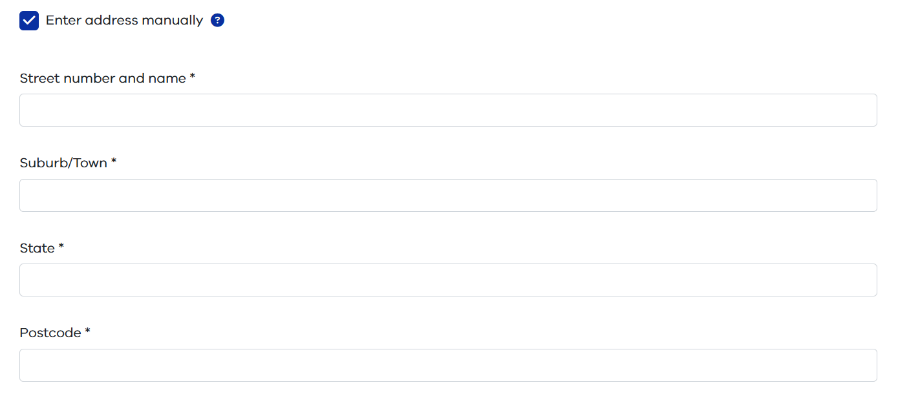 Enter address manually ?
Street number and name *
Suburb/Town *
State *
Postcode *